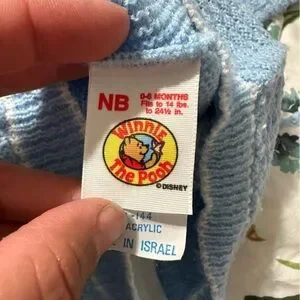 NB
0-6 MONTHS
Fits to 14 lbs.
to 24½ in.
Winnie
The Pooh
© DISNEY
-144
ACRYLIC
IN ISRAEL